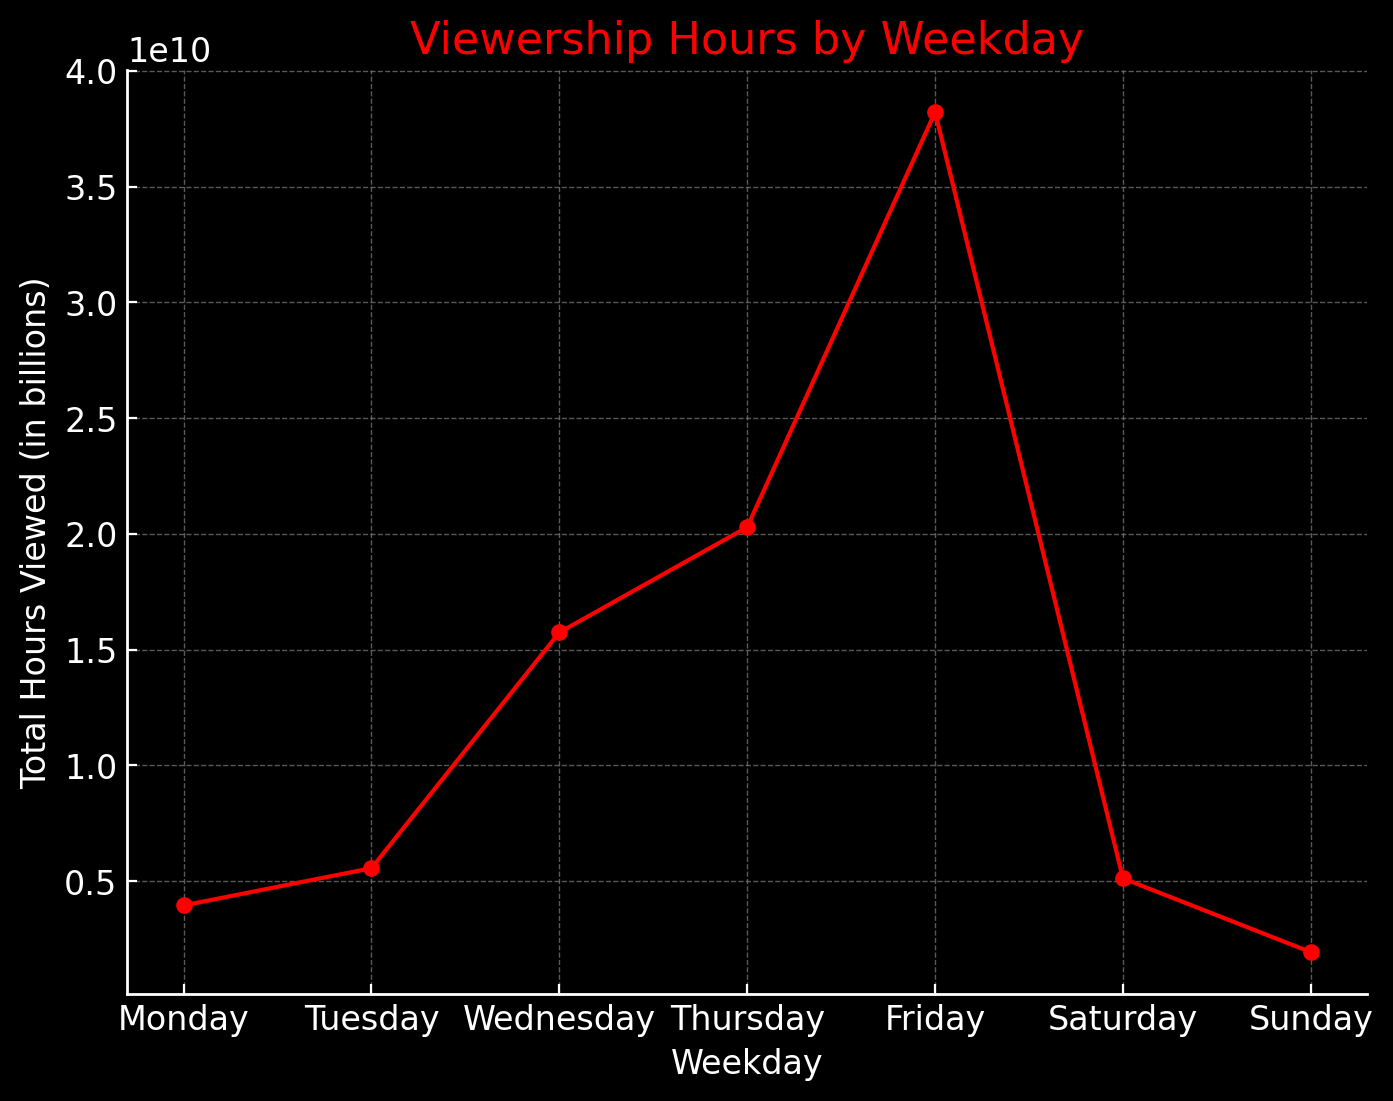 Viewership Hours by Weekday
1e10
4.0
3.5
3.0
2.5
2.0
1.5
1.0
0.5
Total Hours Viewed (in billions)
Monday Tuesday Wednesday Thursday Friday Saturday Sunday
Weekday